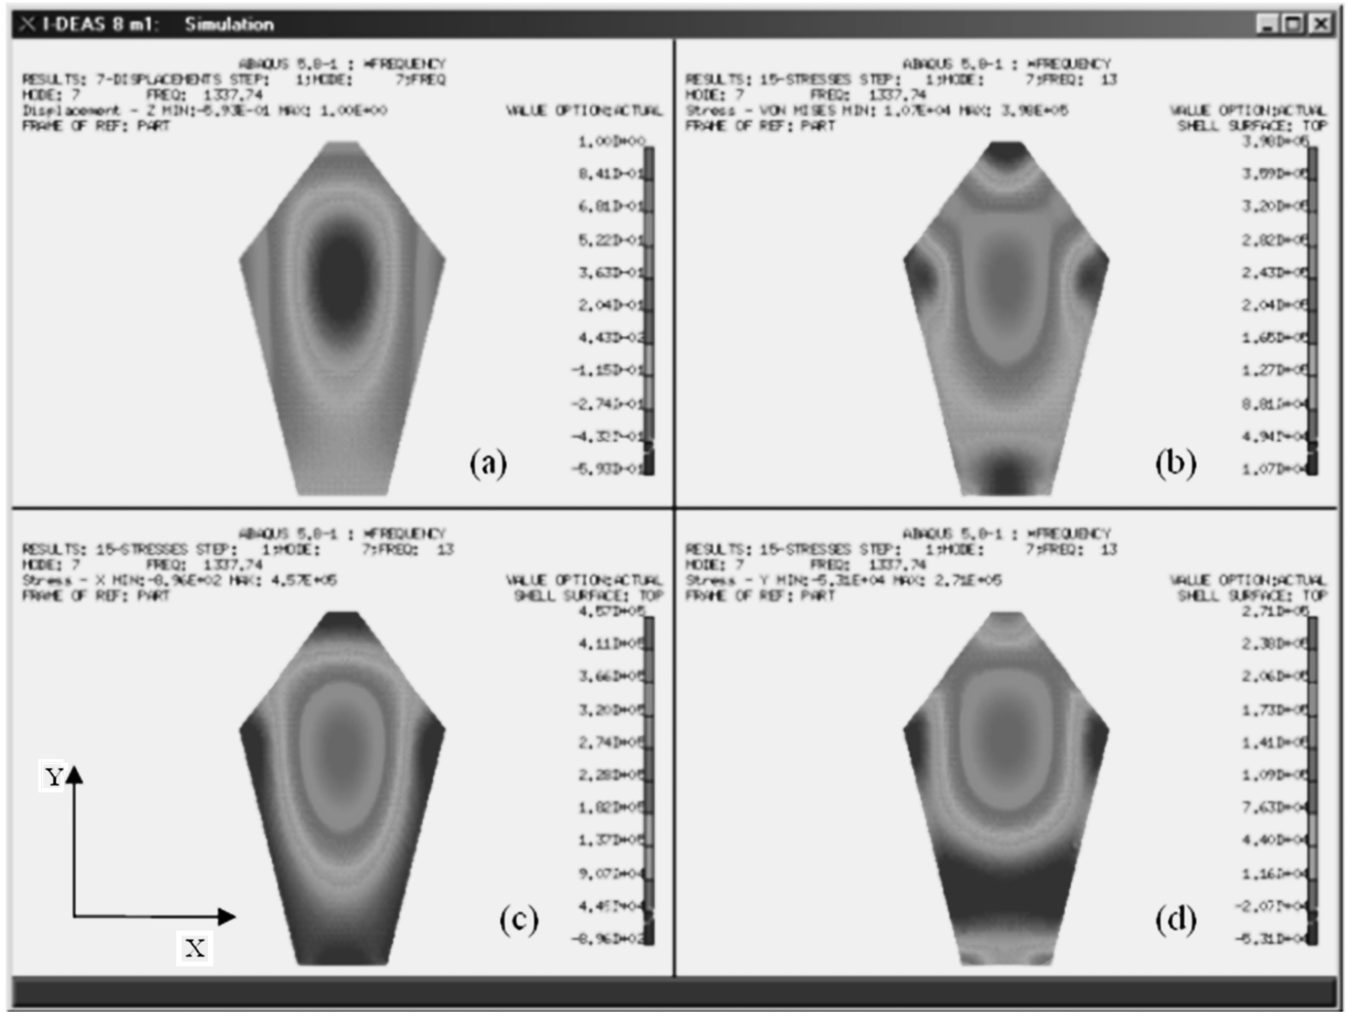 I-DEAS 8 m1: Simulation
ABAQUS 5.8-1 : *FREQUENCY
RESULTS: 7-DISPLACEMENTS STEP: 1;MODE: 7;FREQ
MODE: 7 FREQ: 1337.74
Displacement - Z MIN:-5.93E-01 MAX: 1.00E+00 VALUE OPTION:ACTUAL
FRAME OF REF: PART
1.00D+00
8.41D-01
6.81D-01
5.22D-01
3.63D-01
2.04D-01
4.43D-02
-1.15D-01
-2.74D-01
-4.32D-01
-5.93D-01
(a)
ABAQUS 5.8-1 : *FREQUENCY
RESULTS: 15-STRESSES STEP: 1;MODE: 7;FREQ: 13
MODE: 7 FREQ: 1337.74
Stress - VON MISES MIN: 1.07E+04 MAX: 3.98E+05 VALUE OPTION:ACTUAL
FRAME OF REF: PART SHELL SURFACE: TOP
3.98D+05
3.59D+05
3.20D+05
2.82D+05
2.43D+05
2.04D+05
1.65D+05
1.27D+05
8.81D+04
4.94D+04
1.07D+04
(b)
ABAQUS 5.8-1 : *FREQUENCY
RESULTS: 15-STRESSES STEP: 1;MODE: 7;FREQ: 13
MODE: 7 FREQ: 1337.74
Stress - X MIN:-8.96E+02 MAX: 4.57E+05 VALUE OPTION:ACTUAL
FRAME OF REF: PART SHELL SURFACE: TOP
4.57D+05
4.11D+05
3.66D+05
3.20D+05
2.74D+05
2.28D+05
1.82D+05
1.37D+05
9.07D+04
4.49D+04
-8.96D+02
Y
X
(c)
ABAQUS 5.8-1 : *FREQUENCY
RESULTS: 15-STRESSES STEP: 1;MODE: 7;FREQ: 13
MODE: 7 FREQ: 1337.74
Stress - Y MIN:-5.31E+04 MAX: 2.71E+05 VALUE OPTION:ACTUAL
FRAME OF REF: PART SHELL SURFACE: TOP
2.71D+05
2.38D+05
2.06D+05
1.73D+05
1.41D+05
1.09D+05
7.63D+04
4.40D+04
1.16D+04
-2.07D+04
-5.31D+04
(d)